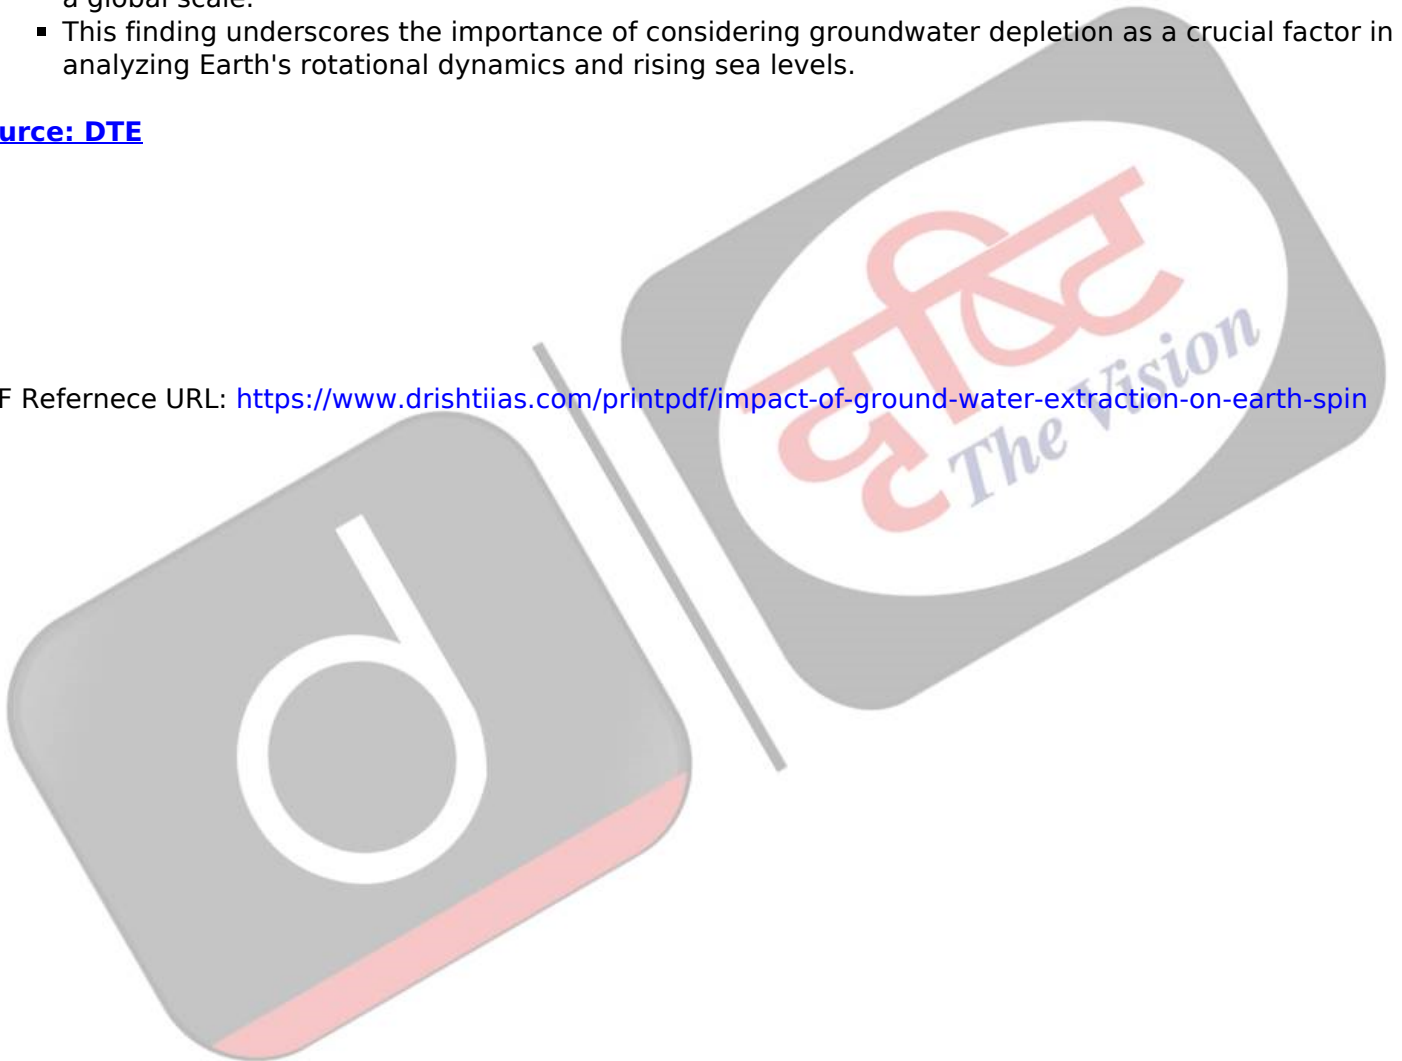 a global scale.
▪ This finding underscores the importance of considering groundwater depletion as a crucial factor in
analyzing Earth's rotational dynamics and rising sea levels.
urce: DTE
F Refernece URL: https://www.drishtiias.com/printpdf/impact-of-ground-water-extraction-on-earth-spin
दृष्टि
The Vision
d